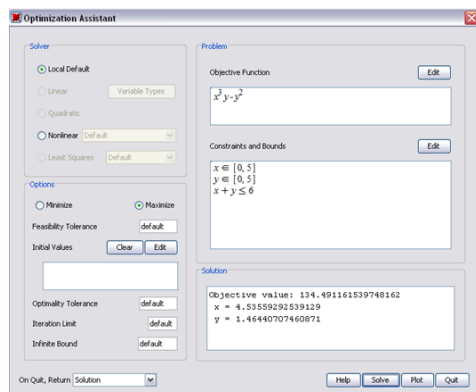 Optimization Assistant
Solver
Local Default
Linear Variable Types
Quadratic
Nonlinear Default
Least Squares Default
Options
Minimize Maximize
Feasibility Tolerance default
Initial Values Clear Edit
Optimality Tolerance default
Iteration Limit default
Infinite Bound default
On Quit, Return Solution
Problem
Objective Function Edit
x³ y-y²
Constraints and Bounds Edit
x ∈ [0, 5]
y ∈ [0, 5]
x + y ≤ 6
Solution
Objective value: 134.491161539748162
x = 4.53559292539129
y = 1.46440707460871
Help Solve Plot Quit